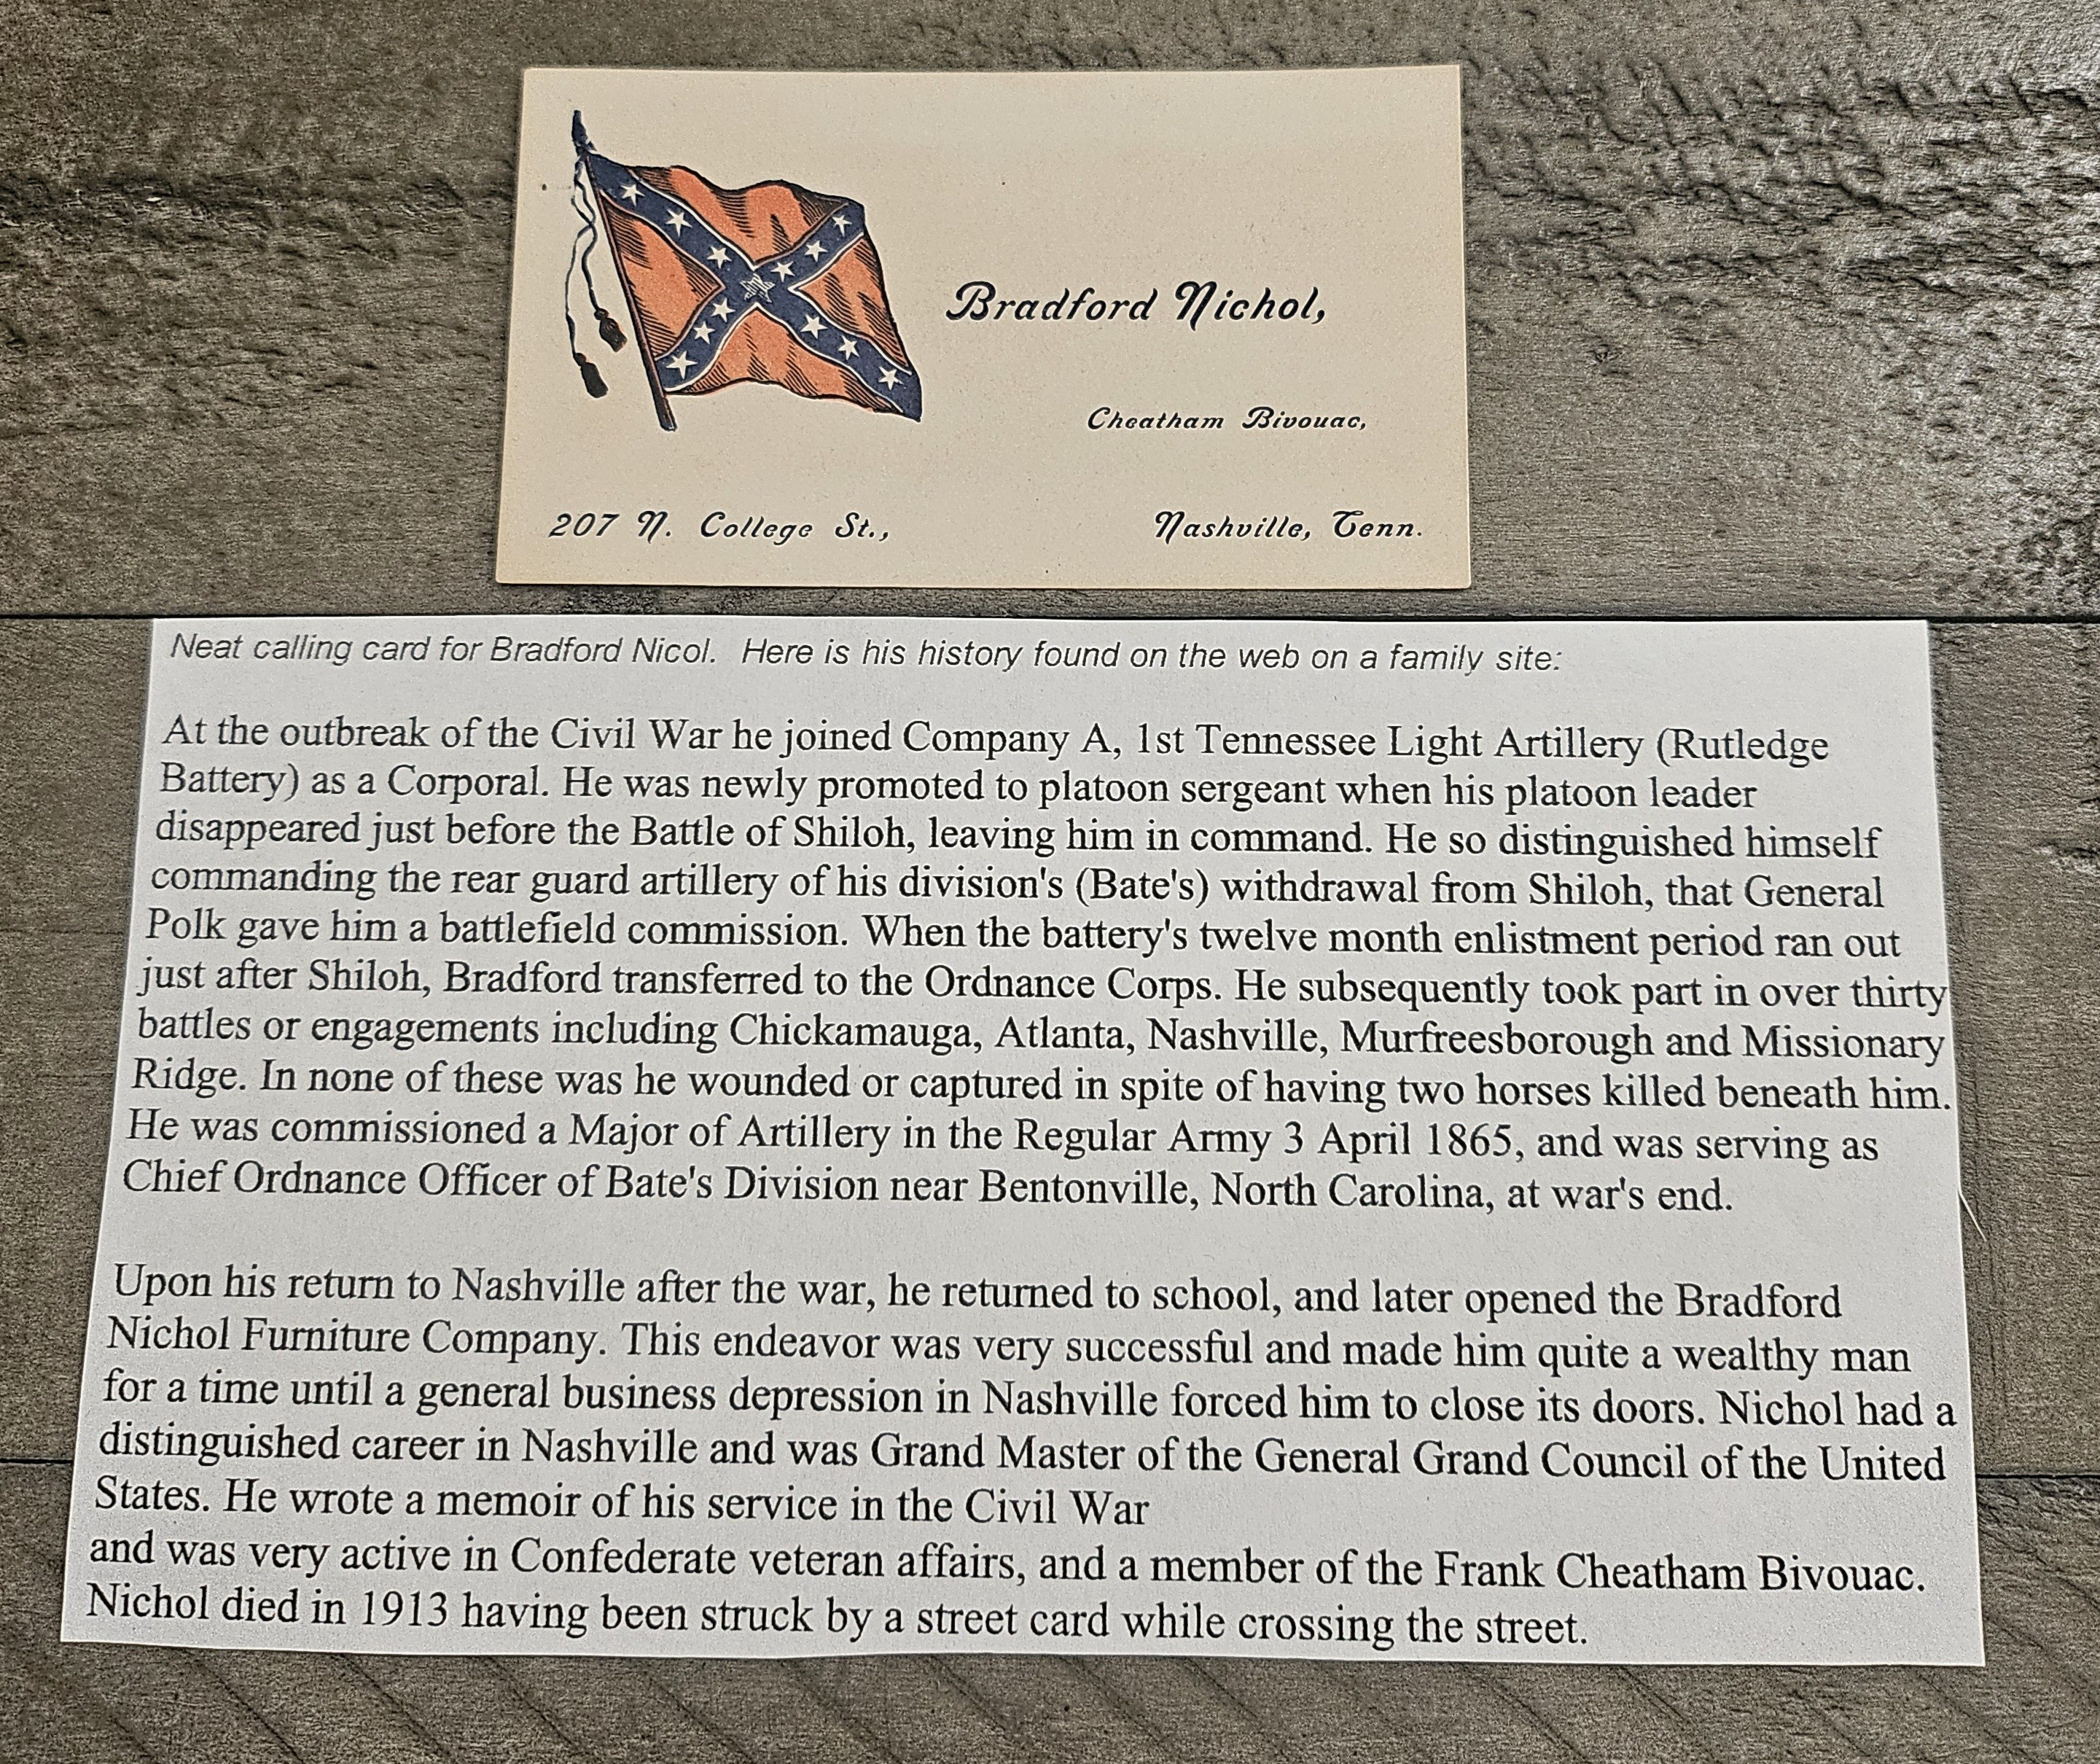 Bradford Nichol,
Cheatham Bivouac,
207 N. College St., Nashville, Tenn.
Neat calling card for Bradford Nicol. Here is his history found on the web on a family site:
At the outbreak of the Civil War he joined Company A, 1st Tennessee Light Artillery (Rutledge
Battery) as a Corporal. He was newly promoted to platoon sergeant when his platoon leader
disappeared just before the Battle of Shiloh, leaving him in command. He so distinguished himself
commanding the rear guard artillery of his division's (Bate's) withdrawal from Shiloh, that General
Polk gave him a battlefield commission. When the battery's twelve month enlistment period ran out
just after Shiloh, Bradford transferred to the Ordnance Corps. He subsequently took part in over thirty
battles or engagements including Chickamauga, Atlanta, Nashville, Murfreesborough and Missionary
Ridge. In none of these was he wounded or captured in spite of having two horses killed beneath him.
He was commissioned a Major of Artillery in the Regular Army 3 April 1865, and was serving as
Chief Ordnance Officer of Bate's Division near Bentonville, North Carolina, at war's end.
Upon his return to Nashville after the war, he returned to school, and later opened the Bradford
Nichol Furniture Company. This endeavor was very successful and made him quite a wealthy man
for a time until a general business depression in Nashville forced him to close its doors. Nichol had a
distinguished career in Nashville and was Grand Master of the General Grand Council of the United
States. He wrote a memoir of his service in the Civil War
and was very active in Confederate veteran affairs, and a member of the Frank Cheatham Bivouac.
Nichol died in 1913 having been struck by a street card while crossing the street.